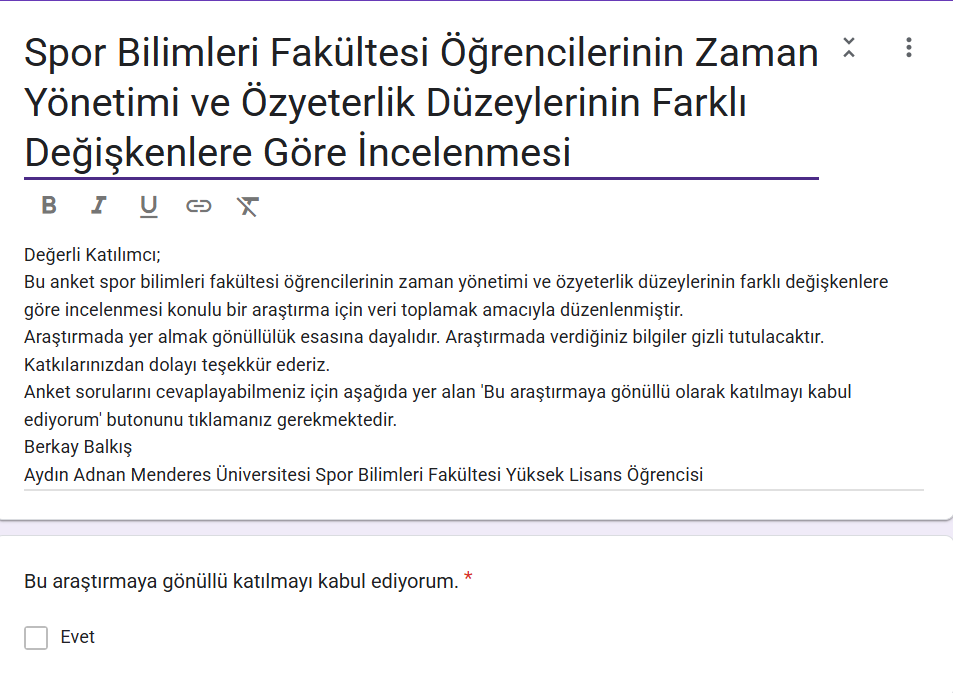 Spor Bilimleri Fakültesi Öğrencilerinin Zaman
Yönetimi ve Özyeterlik Düzeylerinin Farklı
Değişkenlere Göre İncelenmesi
B I U
Değerli Katılımcı;
Bu anket spor bilimleri fakültesi öğrencilerinin zaman yönetimi ve özyeterlik düzeylerinin farklı değişkenlere
göre incelenmesi konulu bir araştırma için veri toplamak amacıyla düzenlenmiştir.
Araştırmada yer almak gönüllülük esasına dayalıdır. Araştırmada verdiğiniz bilgiler gizli tutulacaktır.
Katkılarınızdan dolayı teşekkür ederiz.
Anket sorularını cevaplayabilmeniz için aşağıda yer alan 'Bu araştırmaya gönüllü olarak katılmayı kabul
ediyorum' butonunu tıklamanız gerekmektedir.
Berkay Balkış
Aydın Adnan Menderes Üniversitesi Spor Bilimleri Fakültesi Yüksek Lisans Öğrencisi
Bu araştırmaya gönüllü katılmayı kabul ediyorum. *
Evet